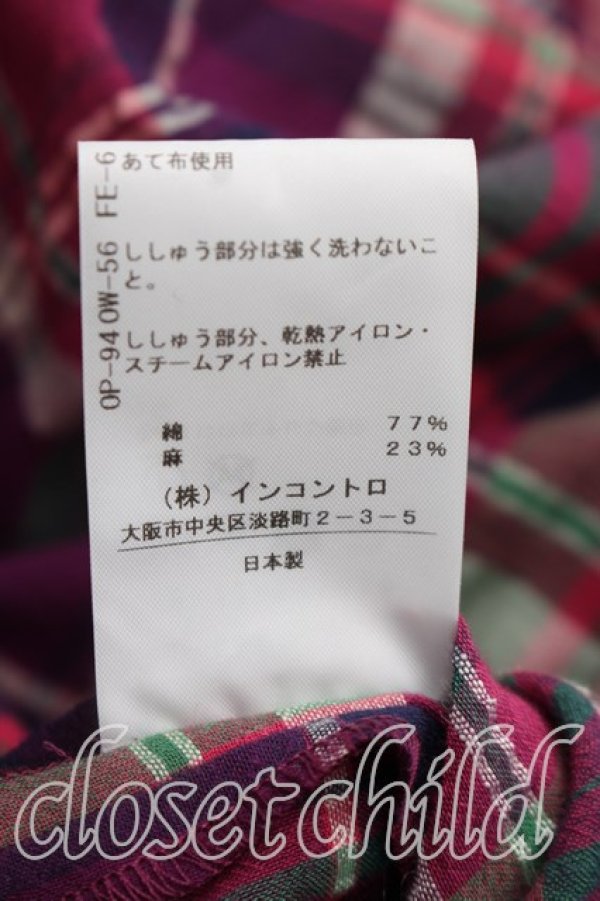 あて布使用
ししゅう部分は強く洗わないこ
と。
ししゅう部分、乾熱アイロン・
スチームアイロン禁止
綿 77%
麻 23%
（株）インコントロ
大阪市中央区淡路町2－3－5
日本製
OP-940W-56 FE-6
closet child